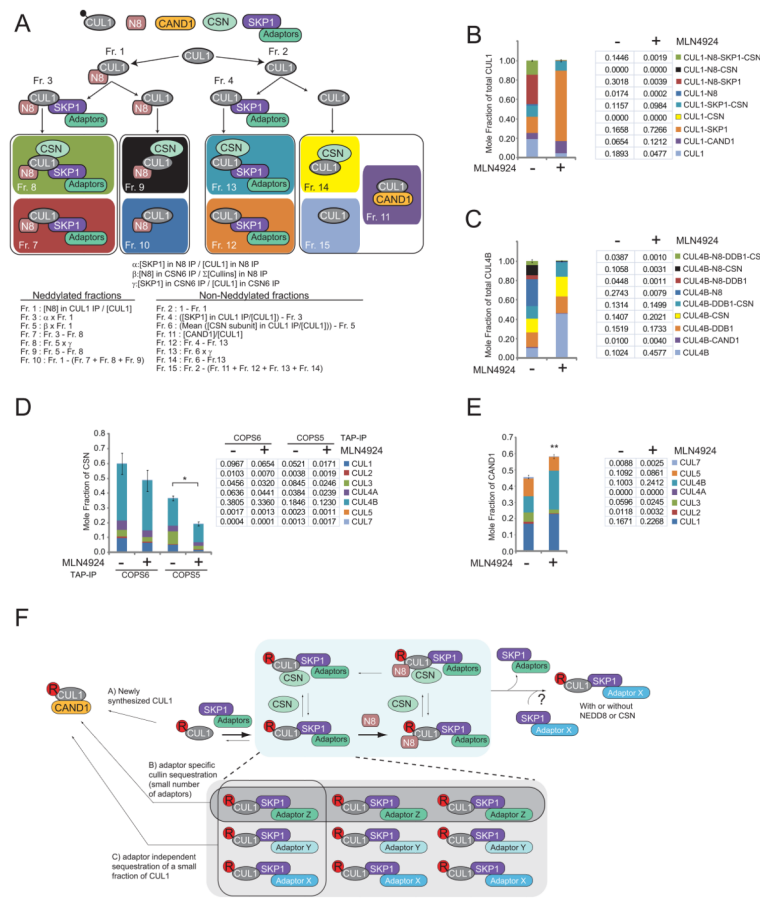 A
CUL1
N8
CAND1
CSN
SKP1
Adaptors
Fr. 1
CUL1
Fr. 2
CUL1
N8
CUL1
Fr. 3
Fr. 4
CUL1
SKP1
N8
Adaptors
CUL1
N8
CUL1
SKP1
Adaptors
CUL1
CSN
CUL1
SKP1
N8
Adaptors
Fr. 8
CSN
CUL1
N8
Fr. 9
CSN
CUL1
SKP1
Adaptors
Fr. 13
CSN
CUL1
Fr. 14
CUL1
CAND1
Fr. 11
CUL1
SKP1
N8
Adaptors
Fr. 7
CUL1
N8
Fr. 10
CUL1
SKP1
Adaptors
Fr. 12
CUL1
Fr. 15
α:[SKP1] in N8 IP / [CUL1] in N8 IP
β:[N8] in CSN6 IP / Σ[Cullins] in N8 IP
γ:[SKP1] in CSN6 IP / [CUL1] in CSN6 IP
Neddylated fractions
Fr. 1 : [N8] in CUL1 IP / [CUL1]
Fr. 3 : α x Fr. 1
Fr. 5 : β x Fr. 1
Fr. 7 : Fr. 3 - Fr. 8
Fr. 8 : Fr. 5 x γ
Fr. 9 : Fr. 5 - Fr. 8
Fr. 10 : Fr. 1 - (Fr. 7 + Fr. 8 + Fr. 9)
Non-Neddylated fractions
Fr. 2 : 1 - Fr. 1
Fr. 4 : ([SKP1] in CUL1 IP/[CUL1]) - Fr. 3
Fr. 6 : (Mean ([CSN subunit] in CUL1 IP/[CUL1])) - Fr. 5
Fr. 11 : [CAND1]/[CUL1]
Fr. 12 : Fr. 4 - Fr. 13
Fr. 13 : Fr. 6 x γ
Fr. 14 : Fr. 6 - Fr. 13
Fr. 15 : Fr. 2 - (Fr. 11 + Fr. 12 + Fr. 13 + Fr. 14)
B
Mole Fraction of total CUL1
1.00
0.80
0.60
0.40
0.20
0.00
MLN4924 - +
- + MLN4924
0.1446 0.0019 CUL1-N8-SKP1-CSN
0.0000 0.0000 CUL1-N8-CSN
0.3018 0.0039 CUL1-N8-SKP1
0.0174 0.0002 CUL1-N8
0.1157 0.0984 CUL1-SKP1-CSN
0.0000 0.0000 CUL1-CSN
0.1658 0.7266 CUL1-SKP1
0.0654 0.1212 CUL1-CAND1
0.1893 0.0477 CUL1
C
Mole Fraction of total CUL4B
1.00
0.80
0.60
0.40
0.20
0.00
MLN4924 - +
- + MLN4924
0.0387 0.0010 CUL4B-N8-DDB1-CSN
0.1058 0.0031 CUL4B-N8-CSN
0.0448 0.0011 CUL4B-N8-DDB1
0.2743 0.0079 CUL4B-N8
0.1314 0.1499 CUL4B-DDB1-CSN
0.1407 0.2021 CUL4B-CSN
0.1519 0.1733 CUL4B-DDB1
0.0100 0.0040 CUL4B-CAND1
0.1024 0.4577 CUL4B
D
Mole Fraction of CSN
0.8
0.7
0.6
0.5
0.4
0.3
0.2
0.1
0
*
MLN4924 - + - +
TAP-IP COPS6 COPS5
COPS6 COPS5 TAP-IP
- + - + MLN4924
0.0967 0.0654 0.0521 0.0171 CUL1
0.0103 0.0070 0.0038 0.0019 CUL2
0.0456 0.0320 0.0845 0.0246 CUL3
0.0636 0.0441 0.0384 0.0239 CUL4A
0.3805 0.3360 0.1846 0.1230 CUL4B
0.0017 0.0013 0.0023 0.0011 CUL5
0.0004 0.0001 0.0013 0.0017 CUL7
E
Mole Fraction of CAND1
0.7
0.6
0.5
0.4
0.3
0.2
0.1
0
**
- +
MLN4924
- + MLN4924
0.0088 0.0025 CUL7
0.1092 0.0861 CUL5
0.1003 0.2412 CUL4B
0.0000 0.0000 CUL4A
0.0596 0.0245 CUL3
0.0118 0.0032 CUL2
0.1671 0.2268 CUL1
F
R
CUL1
CAND1
A) Newly
synthesized CUL1
SKP1
Adaptors
R
CUL1
R
CUL1
SKP1
Adaptors
CSN
R
CUL1
SKP1
Adaptors
N8
CSN
CSN
CSN
R
CUL1
SKP1
Adaptors
N8
R
CUL1
SKP1
N8
Adaptors
SKP1
Adaptors
?
SKP1
Adaptor X
R
CUL1
SKP1
Adaptor X
With or without
NEDD8 or CSN
B) adaptor specific
cullin sequestration
(small number
of adaptors)
C) adaptor independent
sequestration of a small
fraction of CUL1
R
CUL1
SKP1
Adaptor Z
R
CUL1
SKP1
Adaptor Z
R
CUL1
SKP1
Adaptor Z
R
CUL1
SKP1
Adaptor Y
R
CUL1
SKP1
Adaptor Y
R
CUL1
SKP1
Adaptor Y
R
CUL1
SKP1
Adaptor X
R
CUL1
SKP1
Adaptor X
R
CUL1
SKP1
Adaptor X